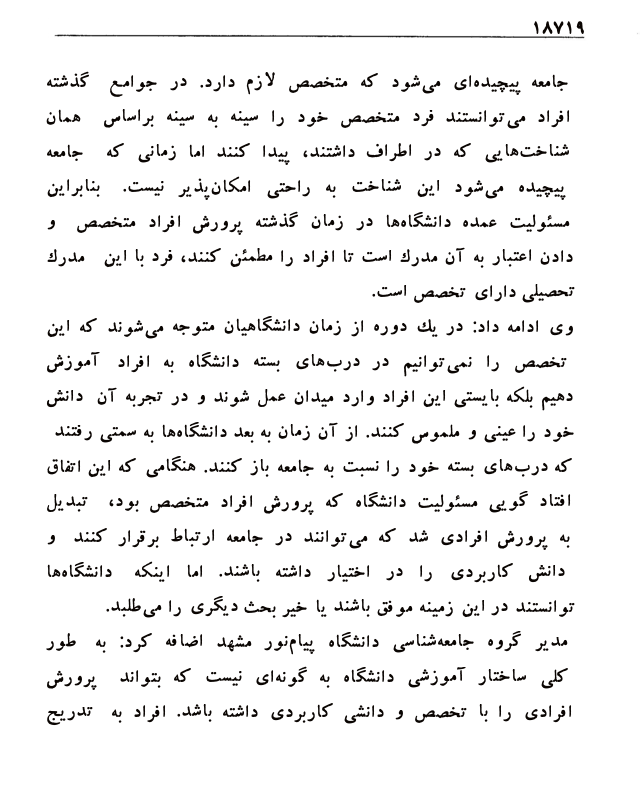 ۱۸۷۱۹
جامعه پیچیده‌ای می‌شود که متخصص لازم دارد. در جوامع گذشته
افراد می‌توانستند فرد متخصص خود را سینه به سینه براساس همان
شناخت‌هایی که در اطراف داشتند، پیدا کنند اما زمانی که جامعه
پیچیده می‌شود این شناخت به راحتی امکان‌پذیر نیست. بنابراین
مسئولیت عمده دانشگاه‌ها در زمان گذشته پرورش افراد متخصص و
دادن اعتبار به آن مدرك است تا افراد را مطمئن کنند، فرد با این مدرك
تحصیلی دارای تخصص است.
وی ادامه داد: در یك دوره از زمان دانشگاهیان متوجه می‌شوند که این
تخصص را نمی‌توانیم در درب‌های بسته دانشگاه به افراد آموزش
دهیم بلکه بایستی این افراد وارد میدان عمل شوند و در تجربه آن دانش
خود را عینی و ملموس کنند. از آن زمان به بعد دانشگاه‌ها به سمتی رفتند
که درب‌های بسته خود را نسبت به جامعه باز کنند. هنگامی که این اتفاق
افتاد گویی مسئولیت دانشگاه که پرورش افراد متخصص بود، تبدیل
به پرورش افرادی شد که می‌توانند در جامعه ارتباط برقرار کنند و
دانش کاربردی را در اختیار داشته باشند. اما اینکه دانشگاه‌ها
توانستند در این زمینه موفق باشند یا خیر بحث دیگری را می‌طلبد.
مدیر گروه جامعه‌شناسی دانشگاه پیام‌نور مشهد اضافه کرد: به طور
کلی ساختار آموزشی دانشگاه به گونه‌ای نیست که بتواند پرورش
افرادی را با تخصص و دانشی کاربردی داشته باشد. افراد به تدریج